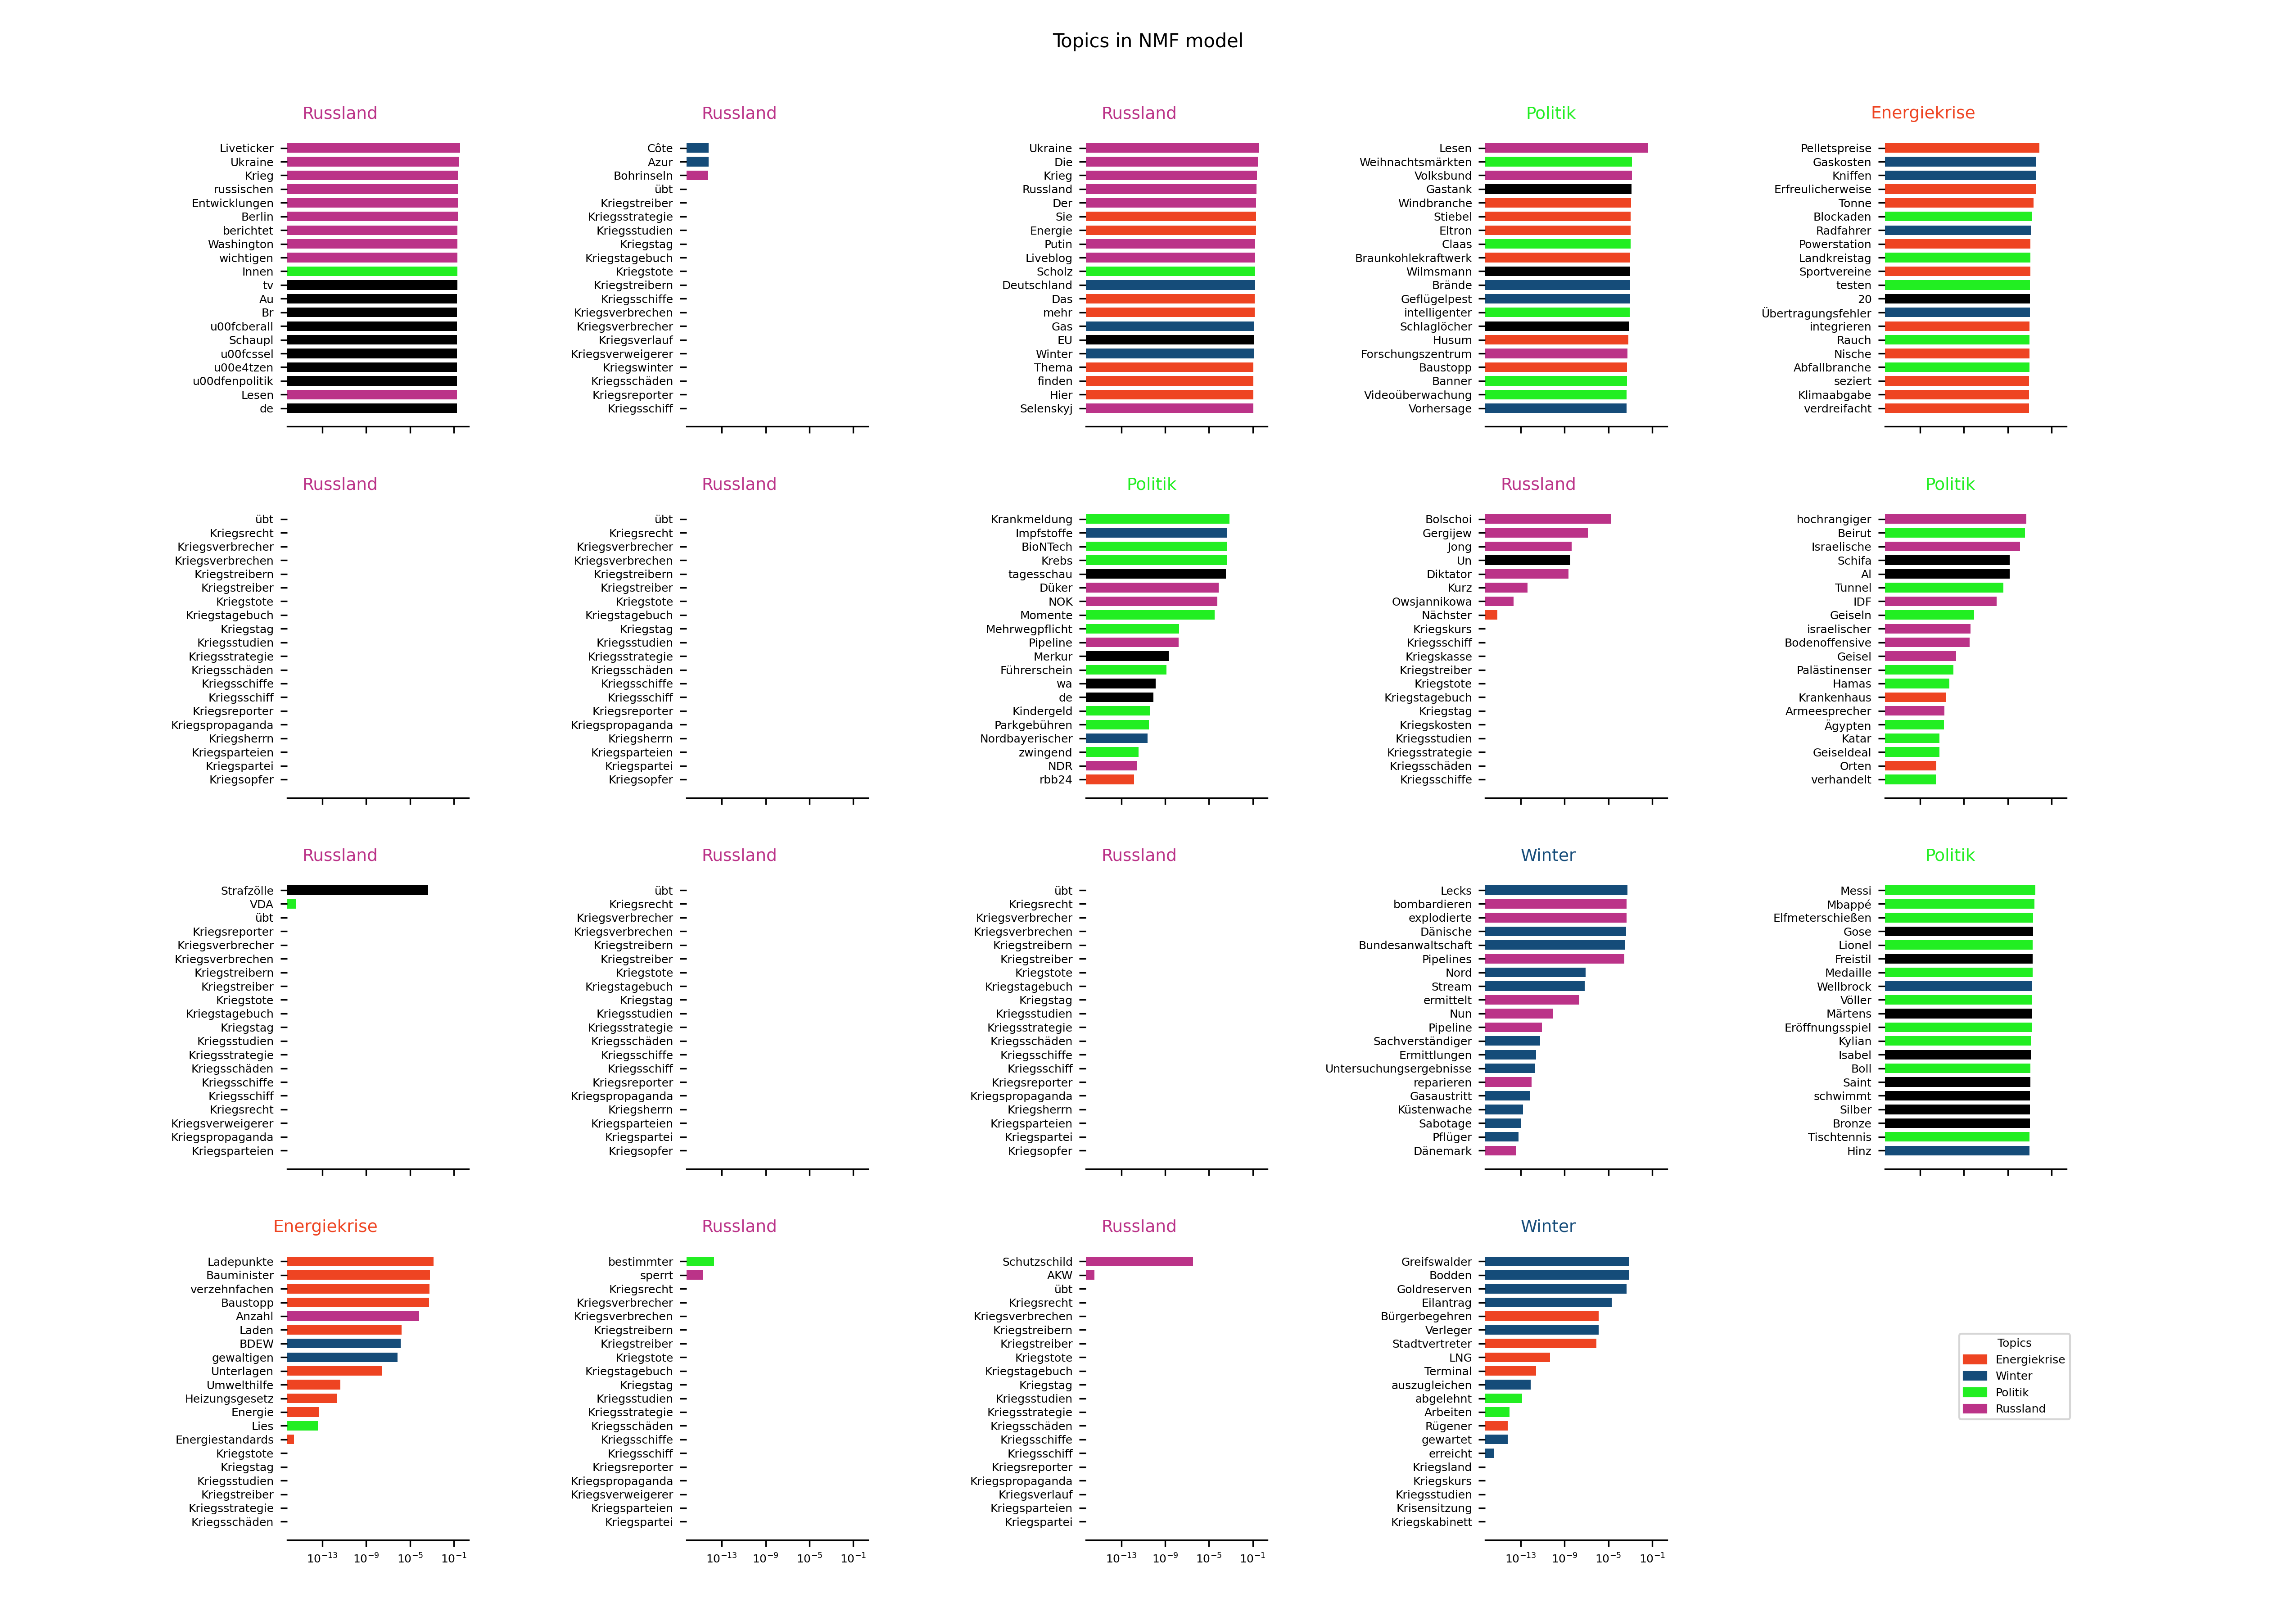 Topics in NMF model
Russland
Liveticker
Ukraine
Krieg
russischen
Entwicklungen
Berlin
berichtet
Washington
wichtigen
Innen
tv
Au
Br
u00fcberall
Schaupl
u00fcssel
u00e4tzen
u00dfenpolitik
Lesen
de
Russland
Côte
Azur
Bohrinseln
übt
Kriegstreiber
Kriegsstrategie
Kriegsstudien
Kriegstag
Kriegstagebuch
Kriegstote
Kriegstreibern
Kriegsschiffe
Kriegsverbrechen
Kriegsverbrecher
Kriegsverlauf
Kriegsverweigerer
Kriegswinter
Kriegsschäden
Kriegsreporter
Kriegsschiff
Russland
Ukraine
Die
Krieg
Russland
Der
Sie
Energie
Putin
Liveblog
Scholz
Deutschland
Das
mehr
Gas
EU
Winter
Thema
finden
Hier
Selenskyj
Politik
Lesen
Weihnachtsmärkten
Volksbund
Gastank
Windbranche
Stiebel
Eltron
Claas
Braunkohlekraftwerk
Wilmsmann
Brände
Geflügelpest
intelligenter
Schlaglöcher
Husum
Forschungszentrum
Baustopp
Banner
Videoüberwachung
Vorhersage
Energiekrise
Pelletspreise
Gaskosten
Kniffen
Erfreulicherweise
Tonne
Blockaden
Radfahrer
Powerstation
Landkreistag
Sportvereine
testen
20
Übertragungsfehler
integrieren
Rauch
Nische
Abfallbranche
seziert
Klimaabgabe
verdreifacht
Russland
übt
Kriegsrecht
Kriegsverbrecher
Kriegsverbrechen
Kriegstreibern
Kriegstreiber
Kriegstote
Kriegstagebuch
Kriegstag
Kriegsstudien
Kriegsstrategie
Kriegsschäden
Kriegsschiffe
Kriegsschiff
Kriegsreporter
Kriegspropaganda
Kriegsherrn
Kriegsparteien
Kriegspartei
Kriegsopfer
Russland
übt
Kriegsrecht
Kriegsverbrecher
Kriegsverbrechen
Kriegstreibern
Kriegstreiber
Kriegstote
Kriegstagebuch
Kriegstag
Kriegsstudien
Kriegsstrategie
Kriegsschäden
Kriegsschiffe
Kriegsschiff
Kriegsreporter
Kriegspropaganda
Kriegsherrn
Kriegsparteien
Kriegspartei
Kriegsopfer
Politik
Krankmeldung
Impfstoffe
BioNTech
Krebs
tagesschau
Düker
NOK
Momente
Mehrwegpflicht
Pipeline
Merkur
Führerschein
wa
de
Kindergeld
Parkgebühren
Nordbayerischer
zwingend
NDR
rbb24
Russland
Bolschoi
Gergijew
Jong
Un
Diktator
Kurz
Owsjannikowa
Nächster
Kriegskurs
Kriegsschiff
Kriegskasse
Kriegstreiber
Kriegstote
Kriegstagebuch
Kriegstag
Kriegskosten
Kriegsstudien
Kriegsstrategie
Kriegsschäden
Kriegsschiffe
Politik
hochrangiger
Beirut
Israelische
Schifa
Al
Tunnel
IDF
Geiseln
israelischer
Bodenoffensive
Geisel
Palästinenser
Hamas
Krankenhaus
Armeesprecher
Ägypten
Katar
Geiseldeal
Orten
verhandelt
Russland
Strafzölle
VDA
übt
Kriegsreporter
Kriegsverbrecher
Kriegsverbrechen
Kriegstreibern
Kriegstreiber
Kriegstote
Kriegstagebuch
Kriegstag
Kriegsstudien
Kriegsstrategie
Kriegsschäden
Kriegsschiffe
Kriegsschiff
Kriegsrecht
Kriegsverweigerer
Kriegspropaganda
Kriegsparteien
Russland
übt
Kriegsrecht
Kriegsverbrecher
Kriegsverbrechen
Kriegstreibern
Kriegstreiber
Kriegstote
Kriegstagebuch
Kriegstag
Kriegsstudien
Kriegsstrategie
Kriegsschäden
Kriegsschiffe
Kriegsschiff
Kriegsreporter
Kriegspropaganda
Kriegsherrn
Kriegsparteien
Kriegspartei
Kriegsopfer
Russland
übt
Kriegsrecht
Kriegsverbrecher
Kriegsverbrechen
Kriegstreibern
Kriegstreiber
Kriegstote
Kriegstagebuch
Kriegstag
Kriegsstudien
Kriegsstrategie
Kriegsschäden
Kriegsschiffe
Kriegsschiff
Kriegsreporter
Kriegspropaganda
Kriegsherrn
Kriegsparteien
Kriegspartei
Kriegsopfer
Winter
Lecks
bombardieren
explodierte
Dänische
Bundesanwaltschaft
Pipelines
Nord
Stream
ermittelt
Nun
Pipeline
Sachverständiger
Ermittlungen
Untersuchungsergebnisse
reparieren
Gasaustritt
Küstenwache
Sabotage
Pflüger
Dänemark
Politik
Messi
Mbappé
Elfmeterschießen
Gose
Lionel
Freistil
Medaille
Wellbrock
Völler
Märtens
Eröffnungsspiel
Kylian
Isabel
Boll
Saint
schwimmt
Silber
Bronze
Tischtennis
Hinz
Energiekrise
Ladepunkte
Bauminister
verzehnfachen
Baustopp
Anzahl
Laden
BDEW
gewaltigen
Unterlagen
Umwelthilfe
Heizungsgesetz
Energie
Lies
Energiestandards
Kriegstote
Kriegstag
Kriegsstudien
Kriegstreiber
Kriegsstrategie
Kriegsschäden
10⁻¹³ 10⁻⁹ 10⁻⁵ 10⁻¹
Russland
bestimmter
sperrt
Kriegsrecht
Kriegsverbrecher
Kriegsverbrechen
Kriegstreibern
Kriegstreiber
Kriegstote
Kriegstagebuch
Kriegstag
Kriegsstudien
Kriegsstrategie
Kriegsschäden
Kriegsschiffe
Kriegsschiff
Kriegsreporter
Kriegspropaganda
Kriegsverweigerer
Kriegsparteien
Kriegspartei
10⁻¹³ 10⁻⁹ 10⁻⁵ 10⁻¹
Russland
Schutzschild
AKW
übt
Kriegsrecht
Kriegsverbrechen
Kriegstreibern
Kriegstreiber
Kriegstote
Kriegstagebuch
Kriegstag
Kriegsstudien
Kriegsstrategie
Kriegsschäden
Kriegsschiffe
Kriegsschiff
Kriegsreporter
Kriegspropaganda
Kriegsverlauf
Kriegsparteien
Kriegspartei
10⁻¹³ 10⁻⁹ 10⁻⁵ 10⁻¹
Winter
Greifswalder
Bodden
Goldreserven
Eilantrag
Bürgerbegehren
Verleger
Stadtvertreter
LNG
Terminal
auszugleichen
abgelehnt
Arbeiten
Rügener
gewartet
erreicht
Kriegsland
Kriegskurs
Kriegsstudien
Krisensitzung
Kriegskabinett
10⁻¹³ 10⁻⁹ 10⁻⁵ 10⁻¹
Topics
Energiekrise
Winter
Politik
Russland